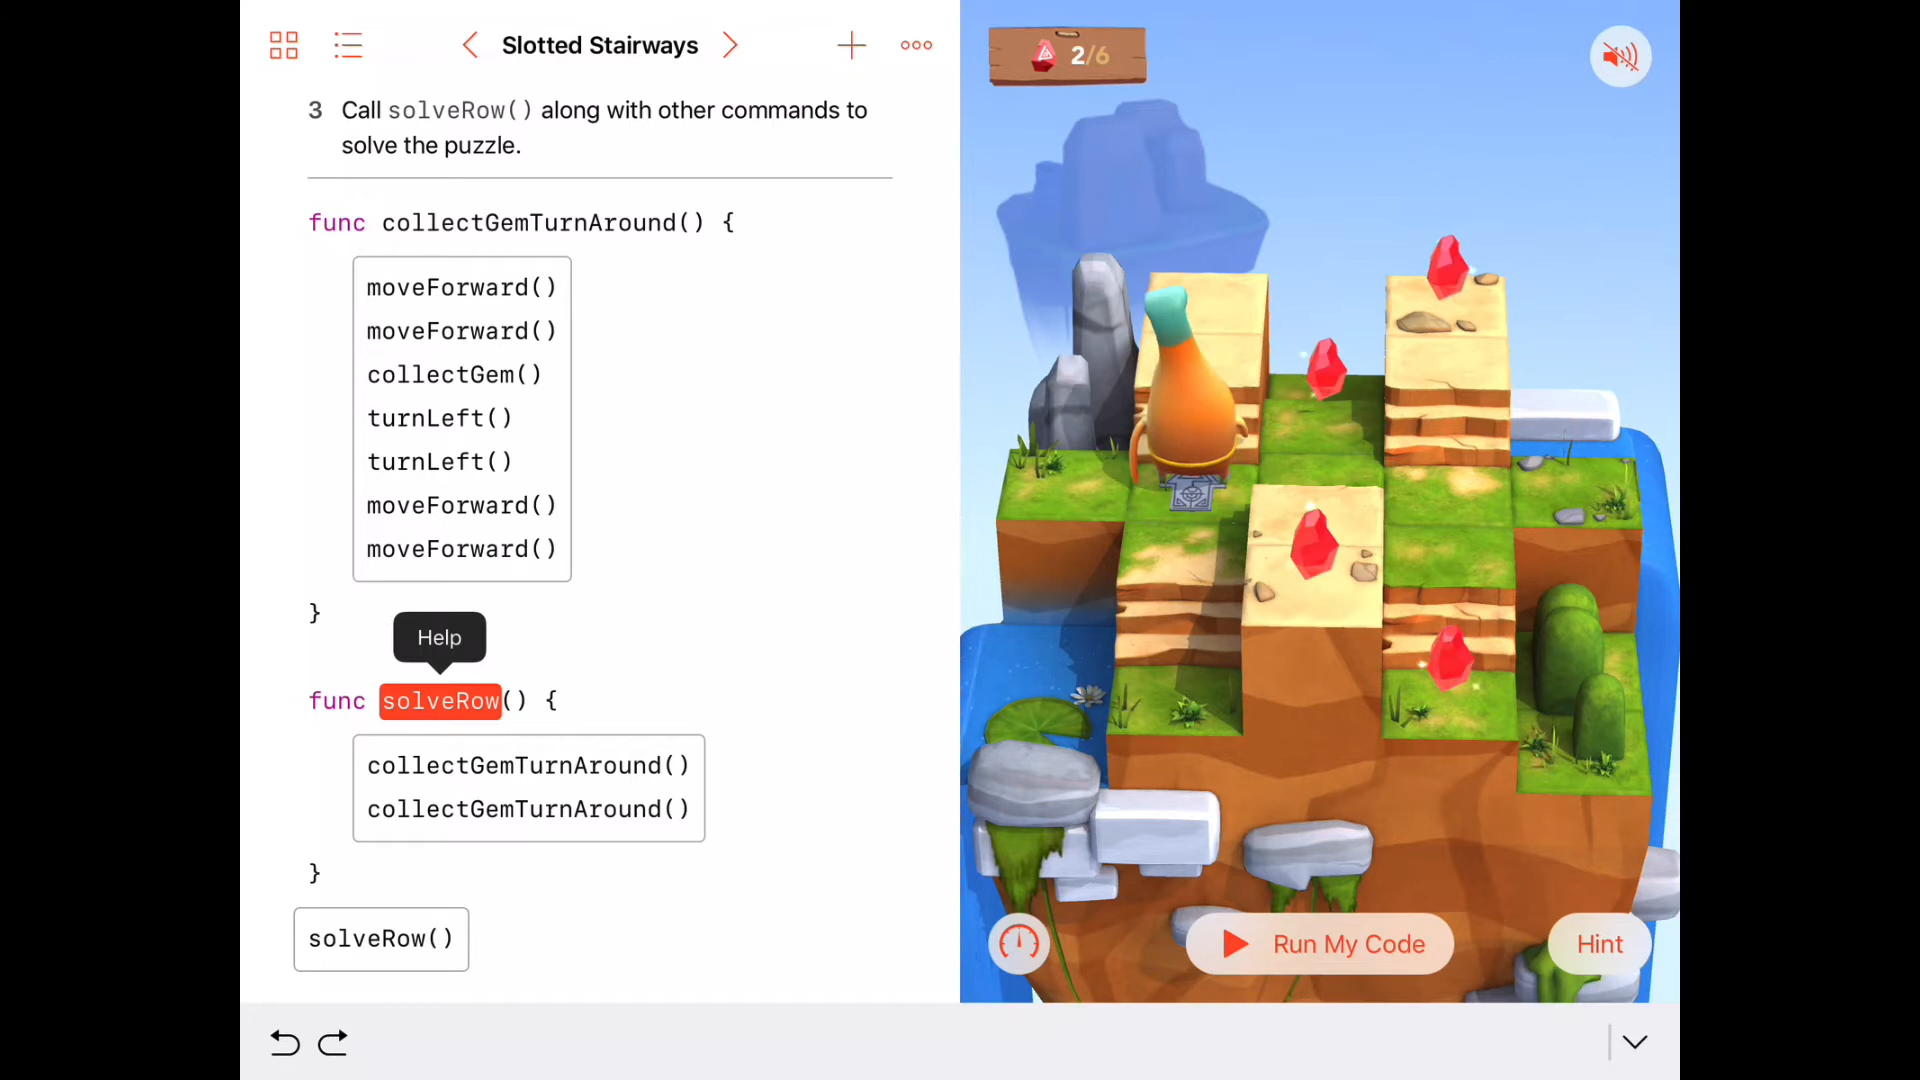 Slotted Stairways
3 Call solveRow() along with other commands to
solve the puzzle.
func collectGemTurnAround() {
moveForward()
moveForward()
collectGem()
turnLeft()
turnLeft()
moveForward()
moveForward()
}
Help
func solveRow() {
collectGemTurnAround()
collectGemTurnAround()
}
solveRow()
2/6
Run My Code
Hint